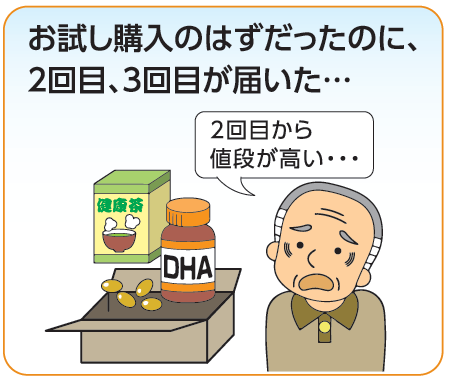 お試し購入のはずだったのに、
2回目、3回目が届いた…
2回目から
値段が高い・・・
健康茶
DHA